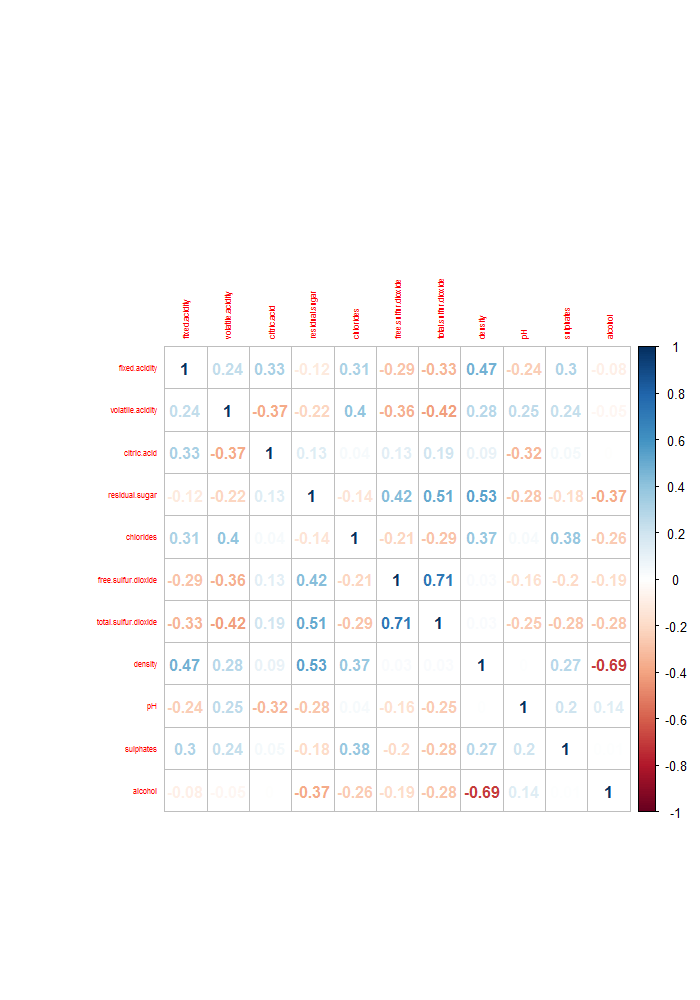 fixed.acidity volatile.acidity citric.acid residual.sugar chlorides free.sulfur.dioxide total.sulfur.dioxide density pH sulphates alcohol
fixed.acidity 1 0.24 0.33 -0.12 0.31 -0.29 -0.33 0.47 -0.24 0.3 -0.08
volatile.acidity 0.24 1 -0.37 -0.22 0.4 -0.36 -0.42 0.28 0.25 0.24 -0.05
citric.acid 0.33 -0.37 1 0.13 0.04 0.13 0.19 0.09 -0.32 0.06
residual.sugar -0.12 -0.22 0.13 1 -0.14 0.42 0.51 0.53 -0.28 -0.18 -0.37
chlorides 0.31 0.4 0.04 -0.14 1 -0.21 -0.29 0.37 0.04 0.38 -0.26
free.sulfur.dioxide -0.29 -0.36 0.13 0.42 -0.21 1 0.71 0.03 -0.16 -0.2 -0.19
total.sulfur.dioxide -0.33 -0.42 0.19 0.51 -0.29 0.71 1 0.03 -0.25 -0.28 -0.28
density 0.47 0.28 0.09 0.53 0.37 0.03 0.03 1 0.27 -0.69
pH -0.24 0.25 -0.32 -0.28 0.04 -0.16 -0.25 1 0.2 0.14
sulphates 0.3 0.24 0.06 -0.18 0.38 -0.2 -0.28 0.27 0.2 1
alcohol -0.08 -0.05 -0.37 -0.26 -0.19 -0.28 -0.69 0.14 1
1
0.8
0.6
0.4
0.2
0
-0.2
-0.4
-0.6
-0.8
-1